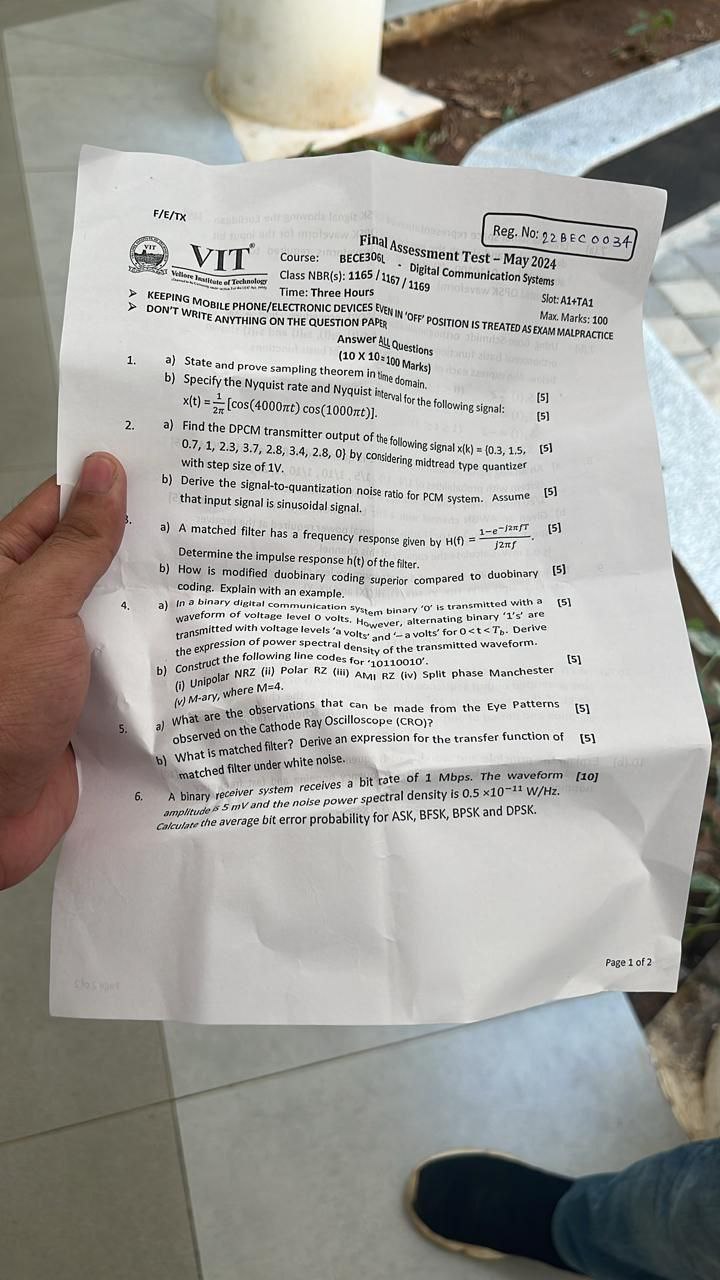 F/E/TX
Reg. No: 22BEC0034
VIT
VIT®
Vellore Institute of Technology
Final Assessment Test – May 2024
Course: BECE306L - Digital Communication Systems
Class NBR(s): 1165 / 1167 / 1169
Slot: A1+TA1
Time: Three Hours
Max. Marks: 100
➤ KEEPING MOBILE PHONE/ELECTRONIC DEVICES EVEN IN 'OFF' POSITION IS TREATED AS EXAM MALPRACTICE
➤ DON'T WRITE ANYTHING ON THE QUESTION PAPER
Answer ALL Questions
(10 X 10=100 Marks)
1. a) State and prove sampling theorem in time domain. [5]
b) Specify the Nyquist rate and Nyquist interval for the following signal: [5]
x(t) = 1/2π [cos(4000πt) cos(1000πt)].
2. a) Find the DPCM transmitter output of the following signal x(k) = {0.3, 1.5, [5]
0.7, 1, 2.3, 3.7, 2.8, 3.4, 2.8, 0} by considering midtread type quantizer
with step size of 1V.
b) Derive the signal-to-quantization noise ratio for PCM system. Assume [5]
that input signal is sinusoidal signal.
3. a) A matched filter has a frequency response given by H(f) = 1−e^−j2πfT / j2πf. [5]
Determine the impulse response h(t) of the filter.
b) How is modified duobinary coding superior compared to duobinary [5]
coding. Explain with an example.
4. a) In a binary digital communication system binary '0' is transmitted with a [5]
waveform of voltage level 0 volts. However, alternating binary '1's' are
transmitted with voltage levels 'a volts' and '– a volts' for 0<t<T_b. Derive
the expression of power spectral density of the transmitted waveform.
b) Construct the following line codes for '10110010'. [5]
(i) Unipolar NRZ (ii) Polar RZ (iii) AMI RZ (iv) Split phase Manchester
(v) M-ary, where M=4.
5. a) What are the observations that can be made from the Eye Patterns [5]
observed on the Cathode Ray Oscilloscope (CRO)?
b) What is matched filter? Derive an expression for the transfer function of [5]
matched filter under white noise.
6. A binary receiver system receives a bit rate of 1 Mbps. The waveform [10]
amplitude is 5 mV and the noise power spectral density is 0.5 ×10⁻¹¹ W/Hz.
Calculate the average bit error probability for ASK, BFSK, BPSK and DPSK.
Page 1 of 2